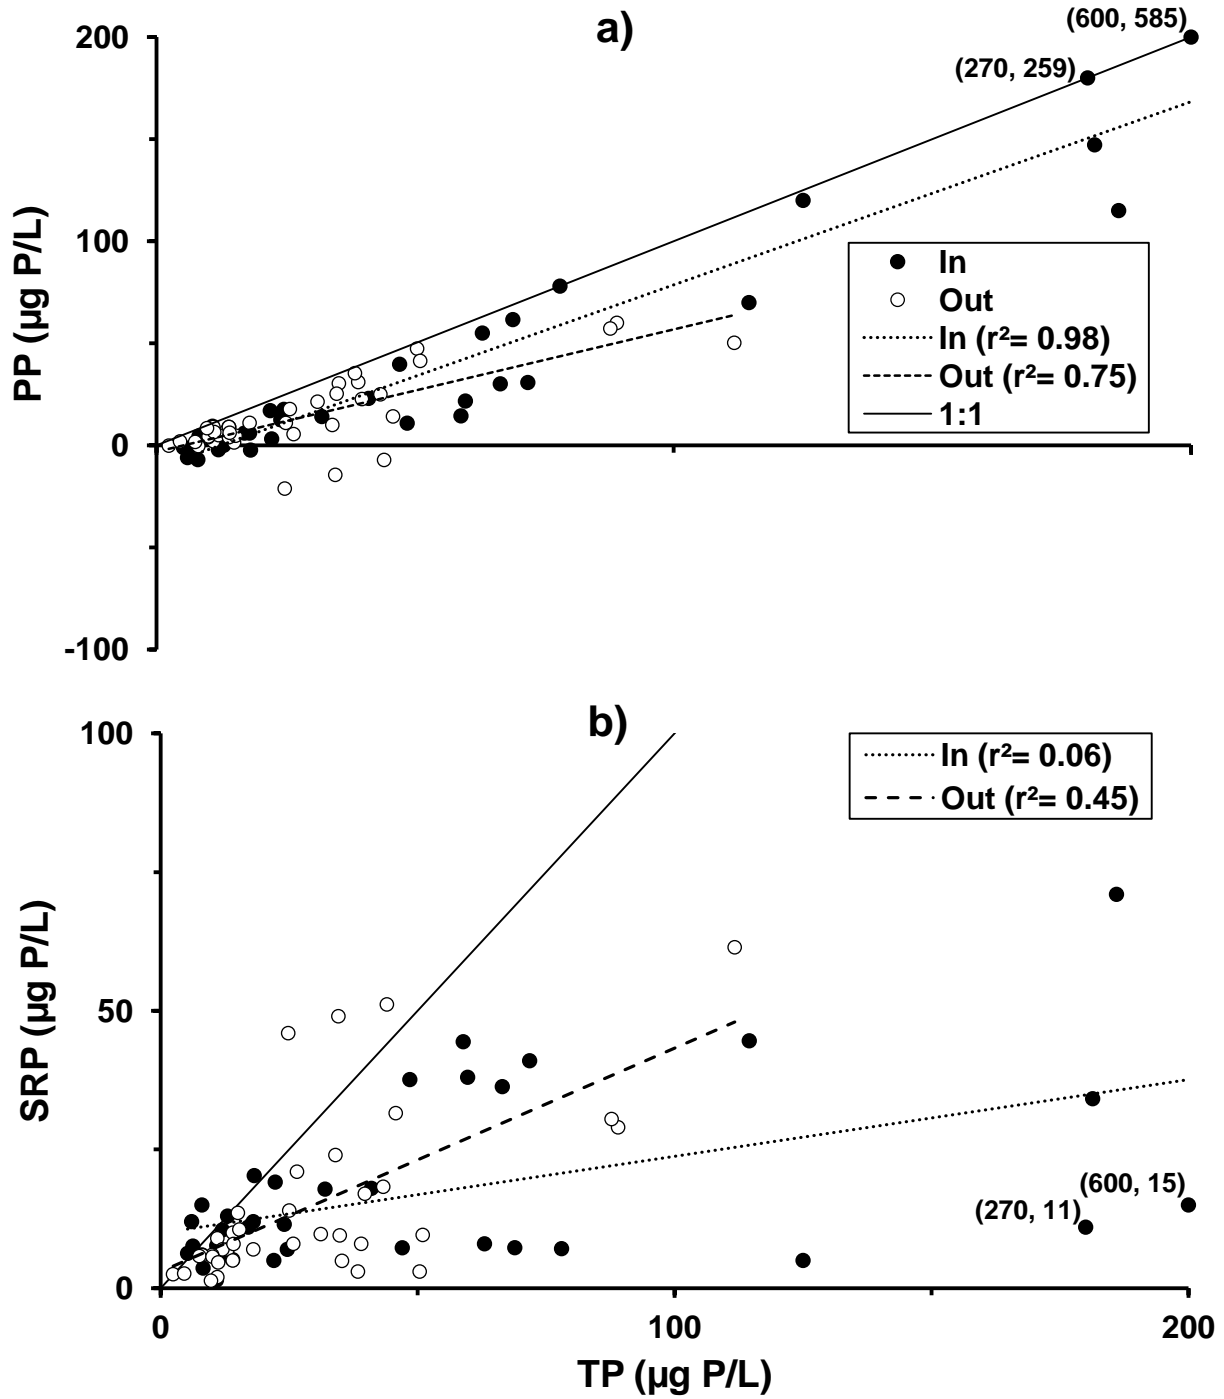 a)
(600, 585)
(270, 259)
200
100
0
-100
PP (µg P/L)
In
Out
In (r²= 0.98)
Out (r²= 0.75)
1:1
b)
100
50
0
SRP (µg P/L)
In (r²= 0.06)
Out (r²= 0.45)
(600, 15)
(270, 11)
0
100
200
TP (µg P/L)